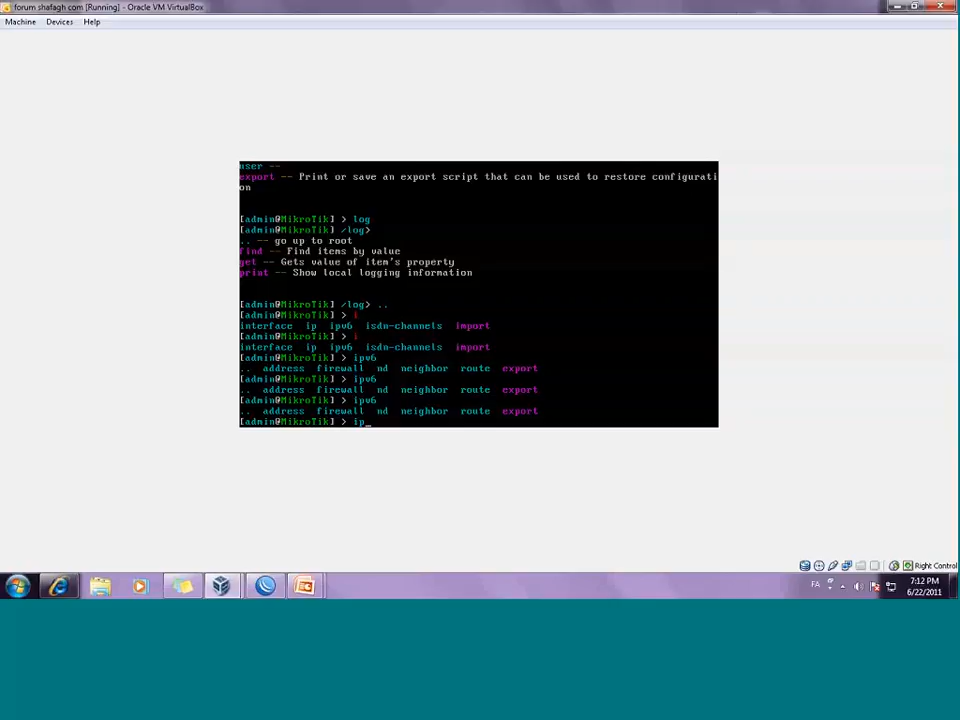 forum shafagh com [Running] - Oracle VM VirtualBox
Machine Devices Help
user --
export -- Print or save an export script that can be used to restore configurati
on
[admin@MikroTik] > log
[admin@MikroTik] /log>
.. -- go up to root
find -- Find items by value
get -- Gets value of item's property
print -- Show local logging information
[admin@MikroTik] /log> ..
[admin@MikroTik] > i
interface ip ipv6 isdn-channels import
[admin@MikroTik] > i
interface ip ipv6 isdn-channels import
[admin@MikroTik] > ipv6
.. address firewall nd neighbor route export
[admin@MikroTik] > ipv6
.. address firewall nd neighbor route export
[admin@MikroTik] > ipv6
.. address firewall nd neighbor route export
[admin@MikroTik] > ip_
Right Control
FA
7:12 PM
6/22/2011